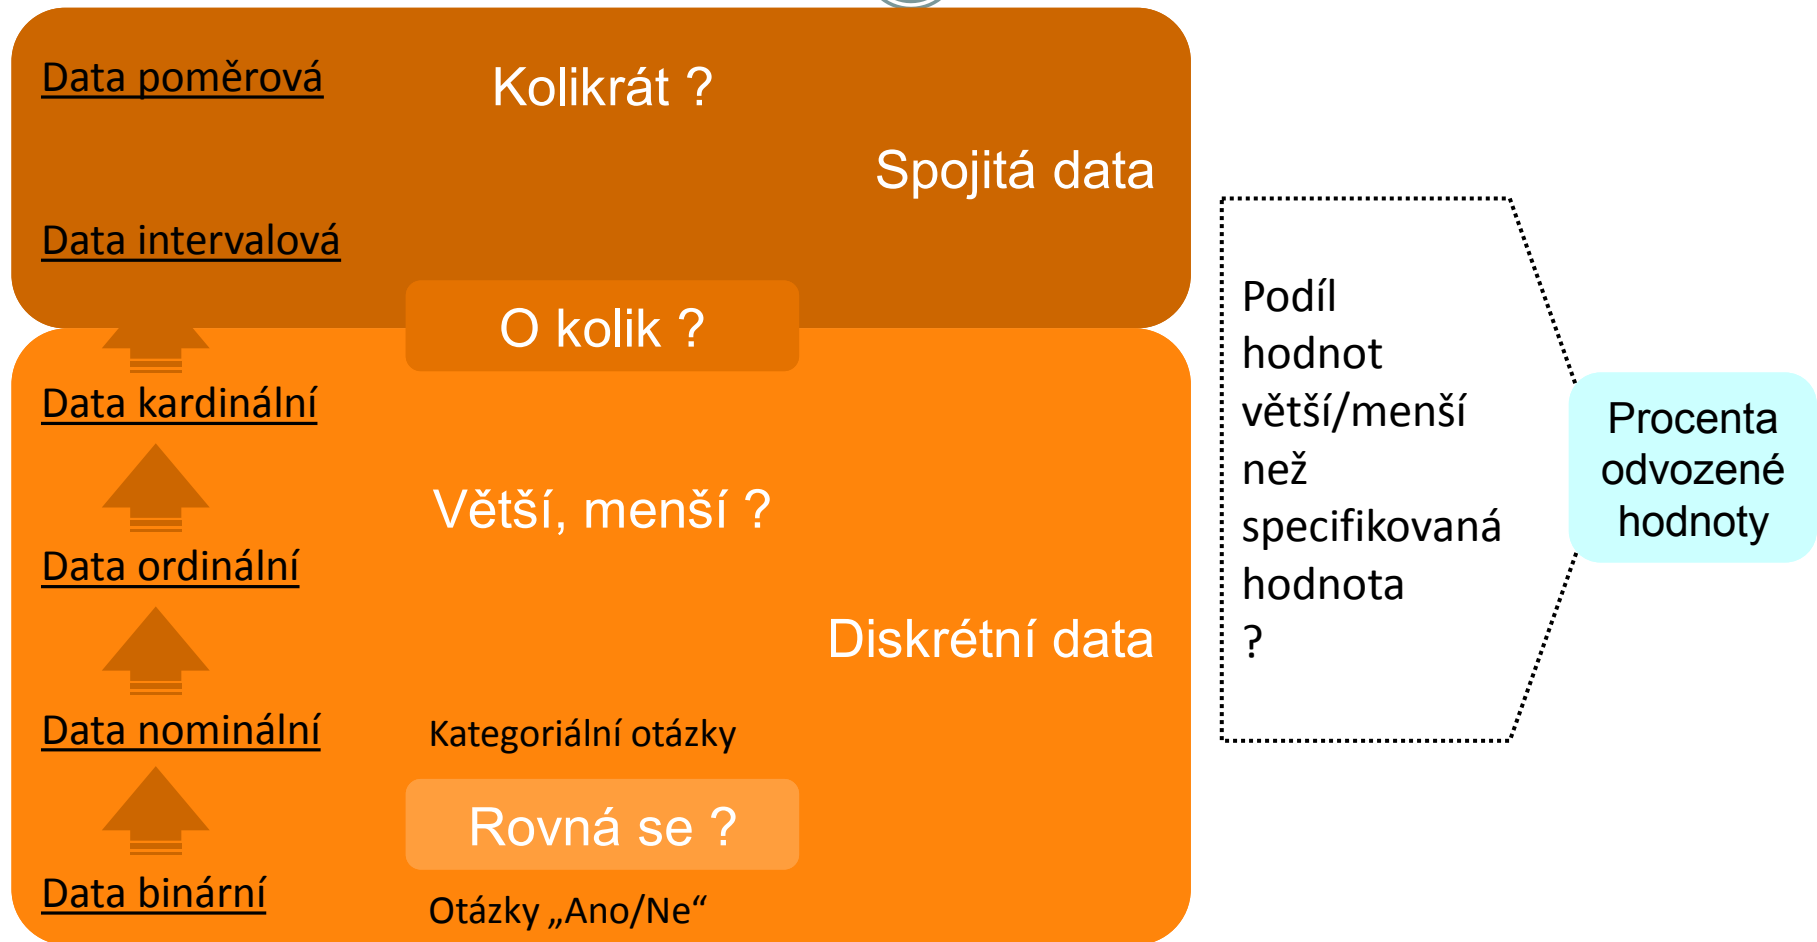 Data poměrová
Kolikrát ?
Spojitá data
Data intervalová
O kolik ?
Data kardinální
Větší, menší ?
Data ordinální
Diskrétní data
Data nominální
Kategoriální otázky
Rovná se ?
Data binární
Otázky „Ano/Ne“
Podíl
hodnot
větší/menší
než
specifikovaná
hodnota
?
Procenta
odvozené
hodnoty